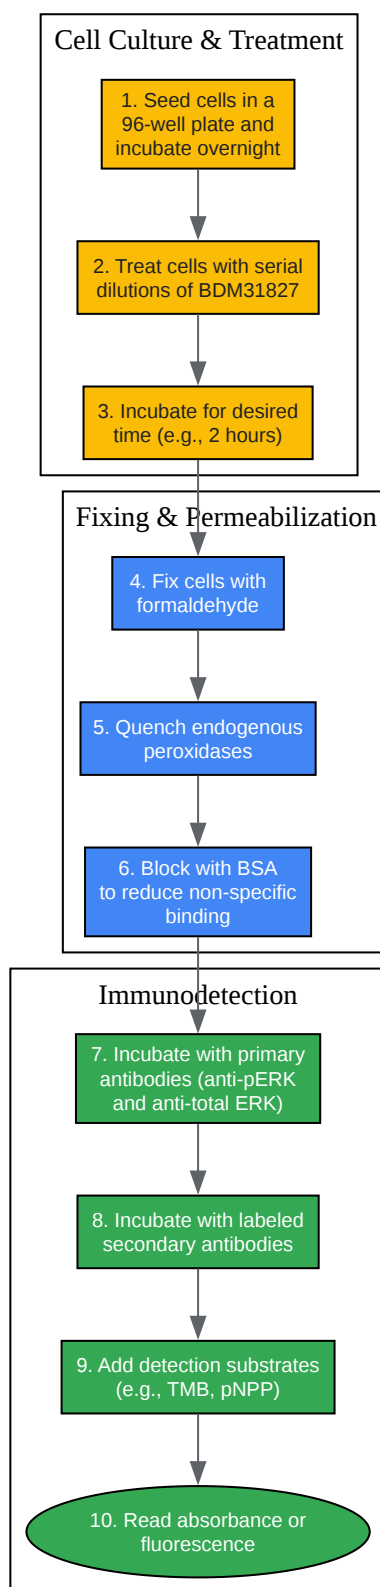 Cell Culture & Treatment
1. Seed cells in a
96-well plate and
incubate overnight
2. Treat cells with serial
dilutions of BDM31827
3. Incubate for desired
time (e.g., 2 hours)
Fixing & Permeabilization
4. Fix cells with
formaldehyde
5. Quench endogenous
peroxidases
6. Block with BSA
to reduce non-specific
binding
Immunodetection
7. Incubate with primary
antibodies (anti-pERK
and anti-total ERK)
8. Incubate with labeled
secondary antibodies
9. Add detection substrates
(e.g., TMB, pNPP)
10. Read absorbance or
fluorescence